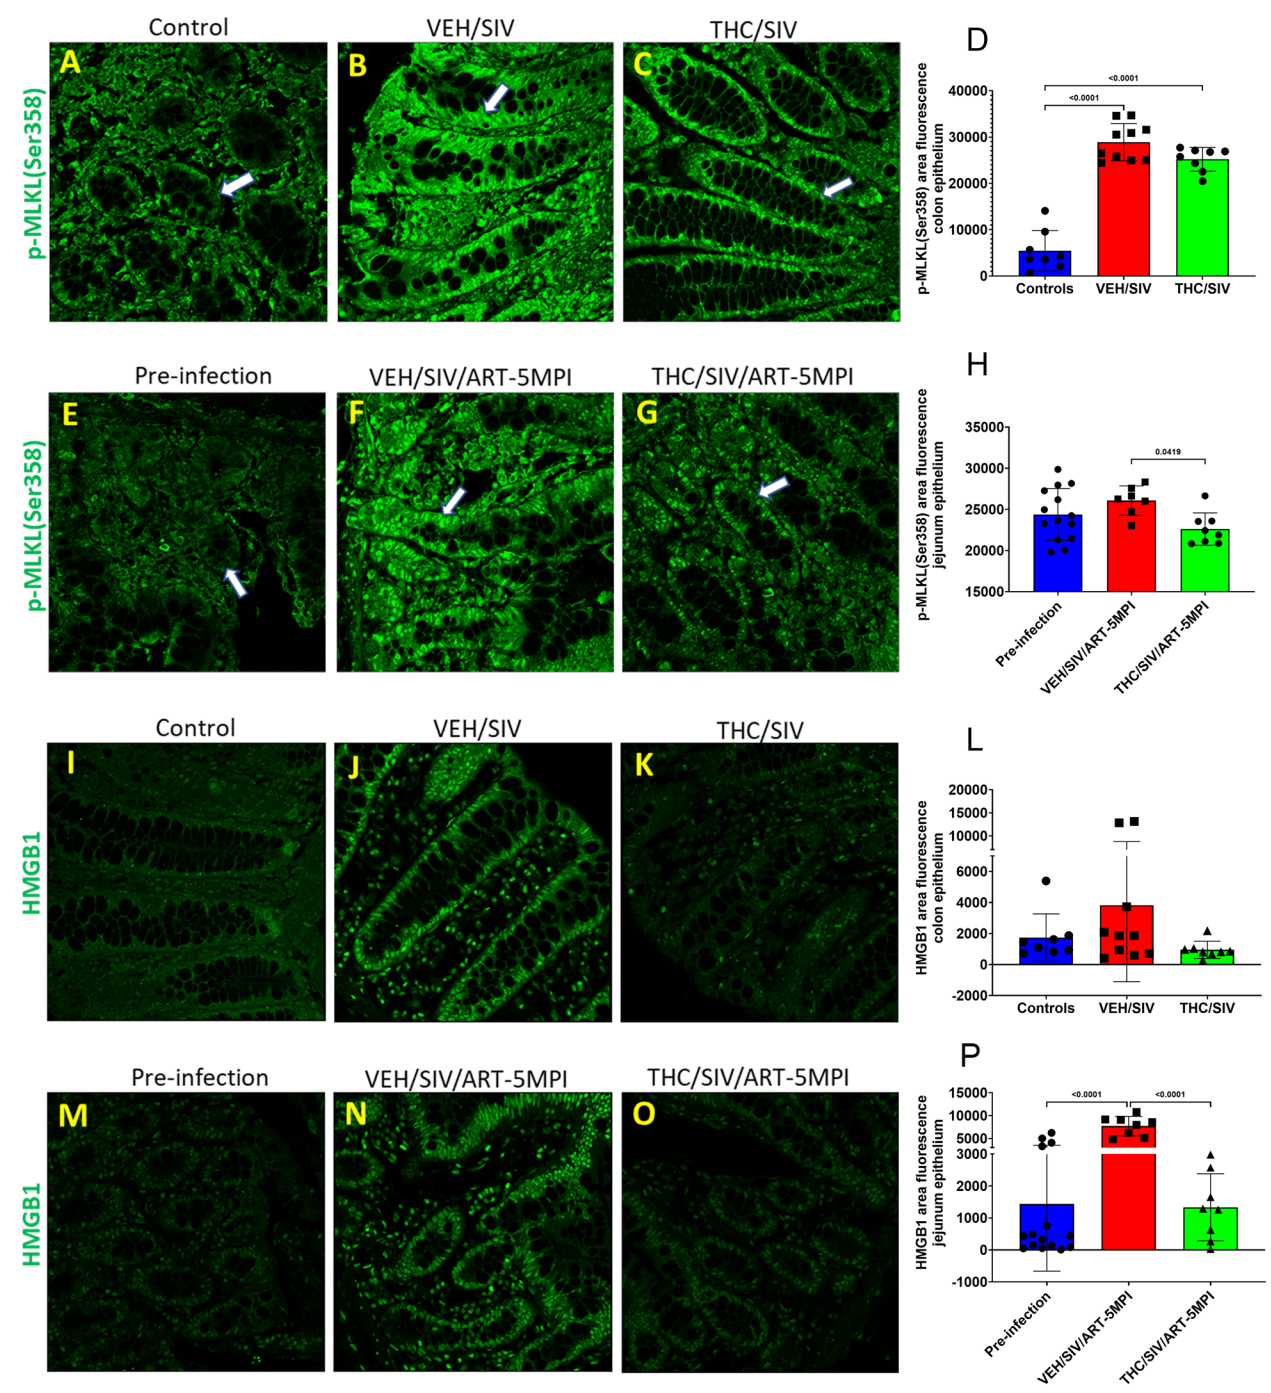 Control
VEH/SIV
THC/SIV
p-MLKL(Ser358)
A
B
C
D
p-MLKL(Ser358) area fluorescence
colon epithelium
40000
30000
20000
10000
0
<0.0001
<0.0001
Controls
VEH/SIV
THC/SIV
Pre-infection
VEH/SIV/ART-5MPI
THC/SIV/ART-5MPI
p-MLKL(Ser358)
E
F
G
H
p-MLKL(Ser358) area fluorescence
jejunum epithelium
35000
30000
25000
20000
15000
0.0419
Pre-infection
VEH/SIV/ART-5MPI
THC/SIV/ART-5MPI
Control
VEH/SIV
THC/SIV
HMGB1
I
J
K
L
HMGB1 area fluorescence
colon epithelium
20000
15000
10000
6000
4000
2000
0
-2000
Controls
VEH/SIV
THC/SIV
Pre-infection
VEH/SIV/ART-5MPI
THC/SIV/ART-5MPI
HMGB1
M
N
O
P
HMGB1 area fluorescence
jejunum epithelium
15000
10000
5000
3000
2000
1000
0
-1000
<0.0001
<0.0001
Pre-infection
VEH/SIV/ART-5MPI
THC/SIV/ART-5MPI